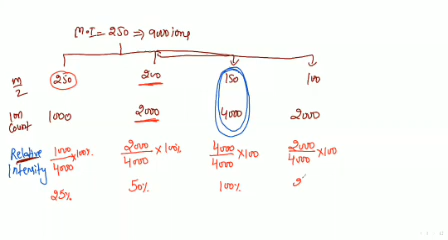 M·I = 250 ⇒ 9000 ions
m/z 250 200 150 100
Ion Count 1000 2000 4000 2000
Relative Intensity 1000/4000 × 100% 2000/4000 × 100% 4000/4000 × 100 2000/4000 × 100
25% 50% 100%